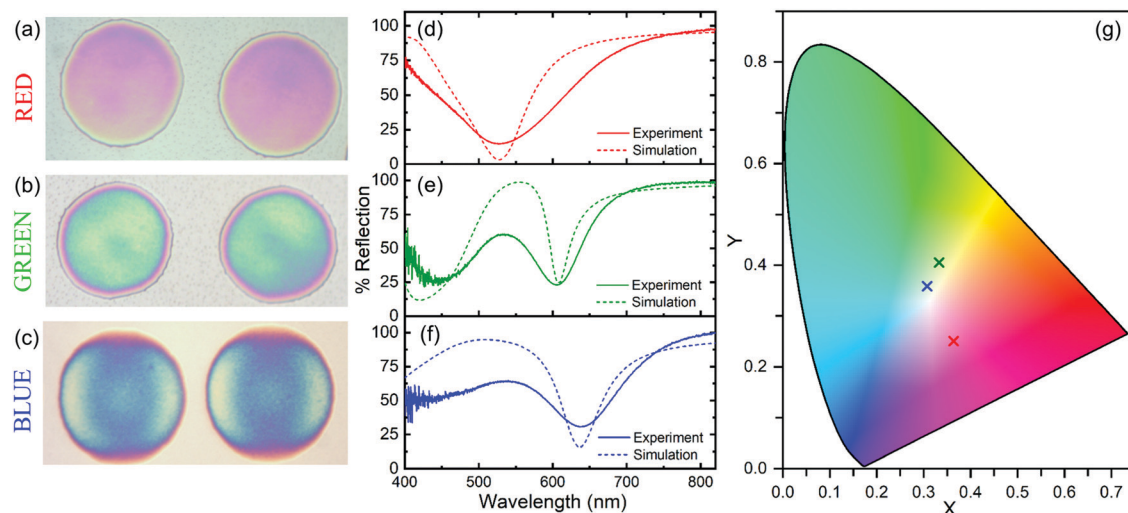 (a)
RED
(b)
GREEN
(c)
BLUE
(d)
100
75
50
25
0
Experiment
Simulation
(e)
100
75
50
25
0
% Reflection
Experiment
Simulation
(f)
100
75
50
25
0
Experiment
Simulation
400 500 600 700 800
Wavelength (nm)
(g)
0.8
0.6
0.4
0.2
0.0
Y
0.0 0.1 0.2 0.3 0.4 0.5 0.6 0.7
X